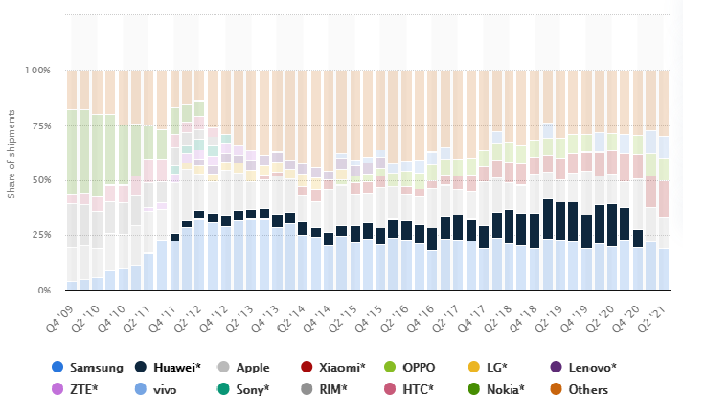 100%
75%
50%
25%
0%
Share of shipments
Q4 '09
Q2 '10
Q4 '10
Q2 '11
Q4 '11
Q2 '12
Q4 '12
Q2 '13
Q4 '13
Q2 '14
Q4 '14
Q2 '15
Q4 '15
Q2 '16
Q4 '16
Q2 '17
Q4 '17
Q2 '18
Q4 '18
Q2 '19
Q4 '19
Q2 '20
Q4 '20
Q2 '21
Samsung Huawei* Apple Xiaomi* OPPO LG* Lenovo*
ZTE* vivo Sony* RIM* HTC* Nokia* Others